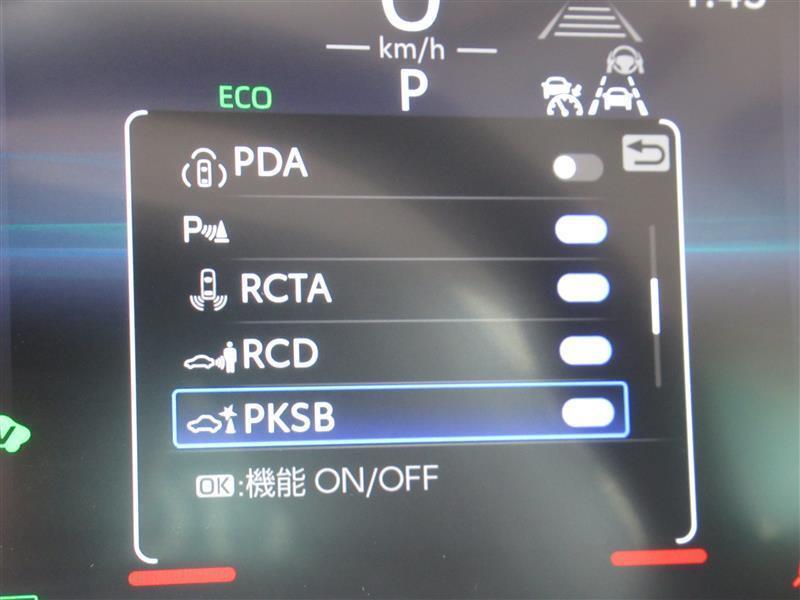 km/h
P
ECO
PDA
P
RCTA
RCD
PKSB
OK:機能 ON/OFF